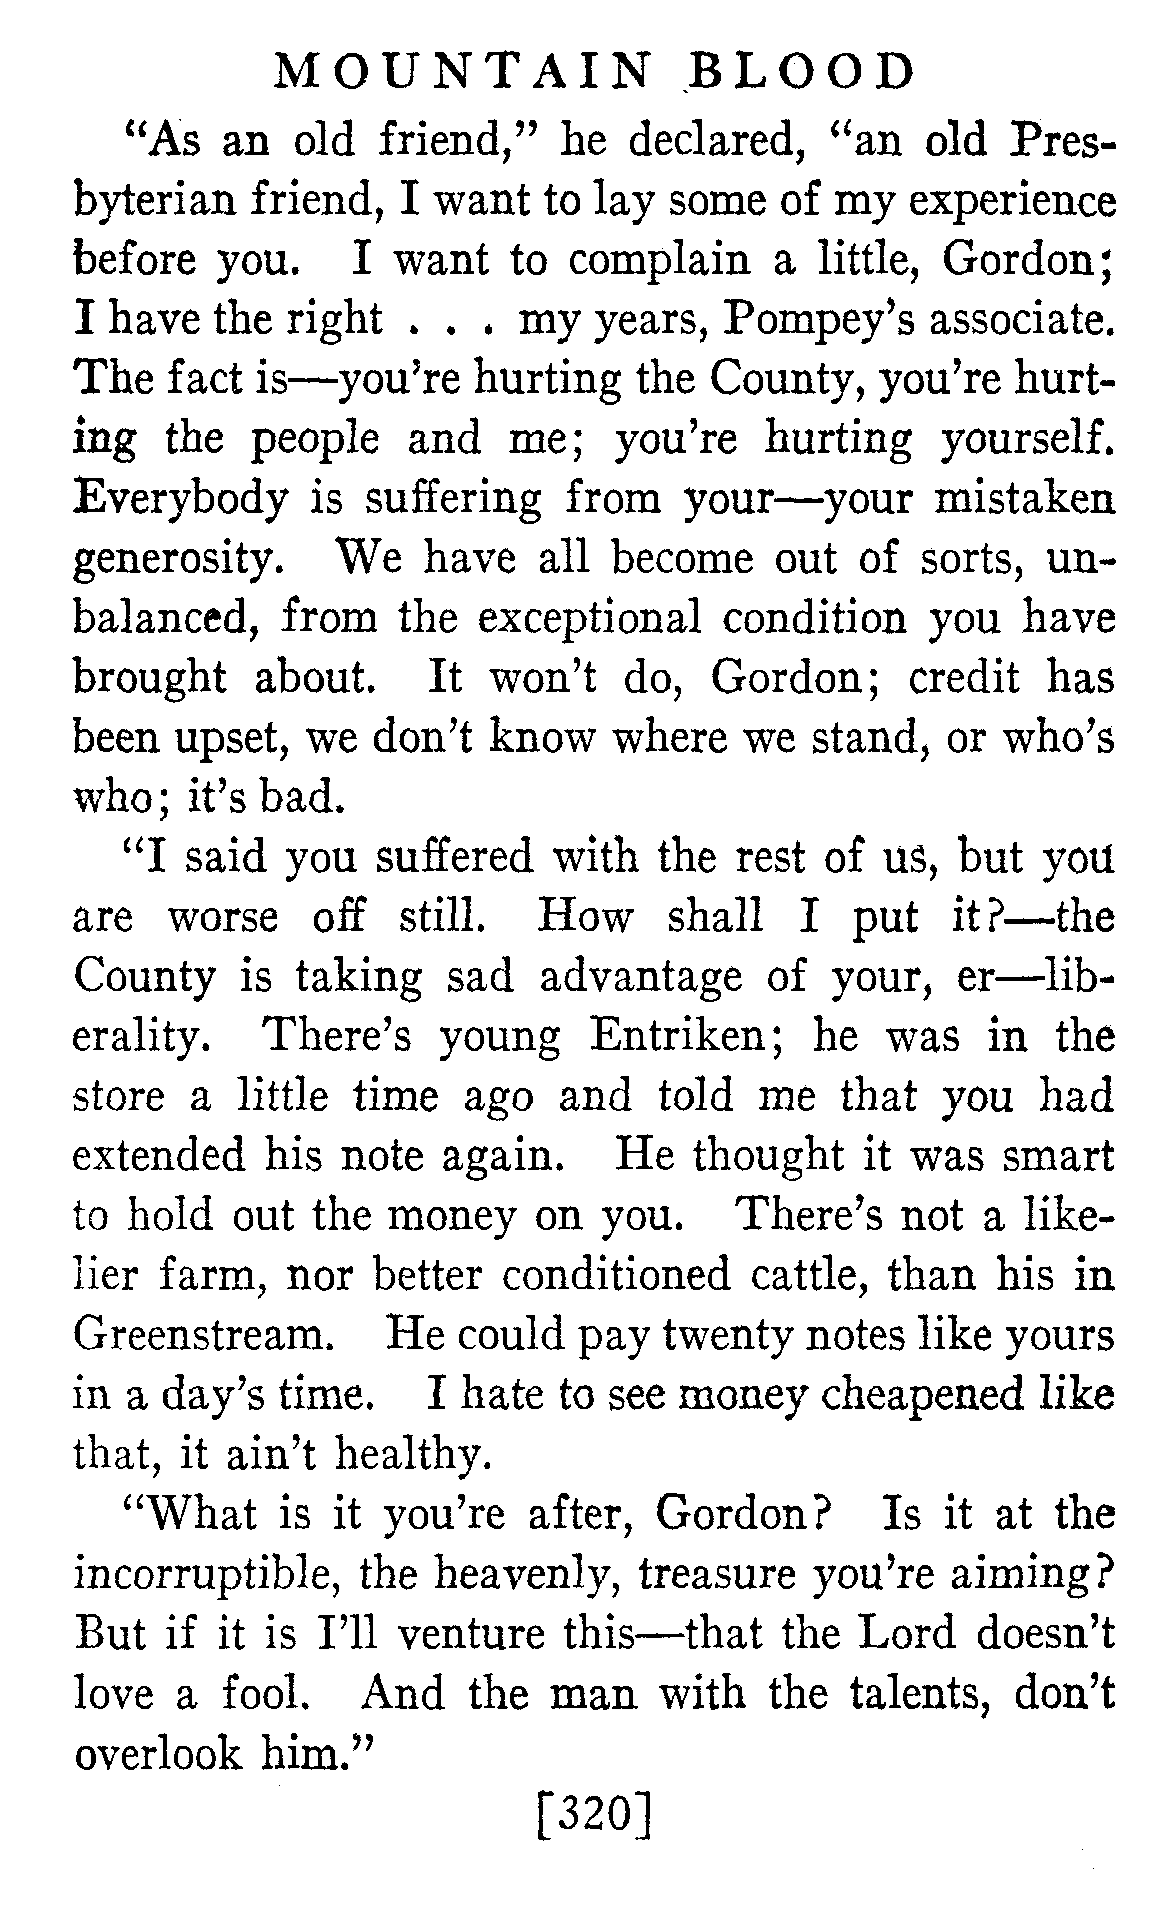 MOUNTAIN BLOOD
“As an old friend,” he declared, “an old Pres-
byterian friend, I want to lay some of my experience
before you. I want to complain a little, Gordon;
I have the right . . . my years, Pompey’s associate.
The fact is—you’re hurting the County, you’re hurt-
ing the people and me; you’re hurting yourself.
Everybody is suffering from your—your mistaken
generosity. We have all become out of sorts, un-
balanced, from the exceptional condition you have
brought about. It won’t do, Gordon; credit has
been upset, we don’t know where we stand, or who’s
who; it’s bad.
“I said you suffered with the rest of us, but you
are worse off still. How shall I put it?—the
County is taking sad advantage of your, er—lib-
erality. There’s young Entriken; he was in the
store a little time ago and told me that you had
extended his note again. He thought it was smart
to hold out the money on you. There’s not a like-
lier farm, nor better conditioned cattle, than his in
Greenstream. He could pay twenty notes like yours
in a day’s time. I hate to see money cheapened like
that, it ain’t healthy.
“What is it you’re after, Gordon? Is it at the
incorruptible, the heavenly, treasure you’re aiming?
But if it is I’ll venture this—that the Lord doesn’t
love a fool. And the man with the talents, don’t
overlook him.”
[320]